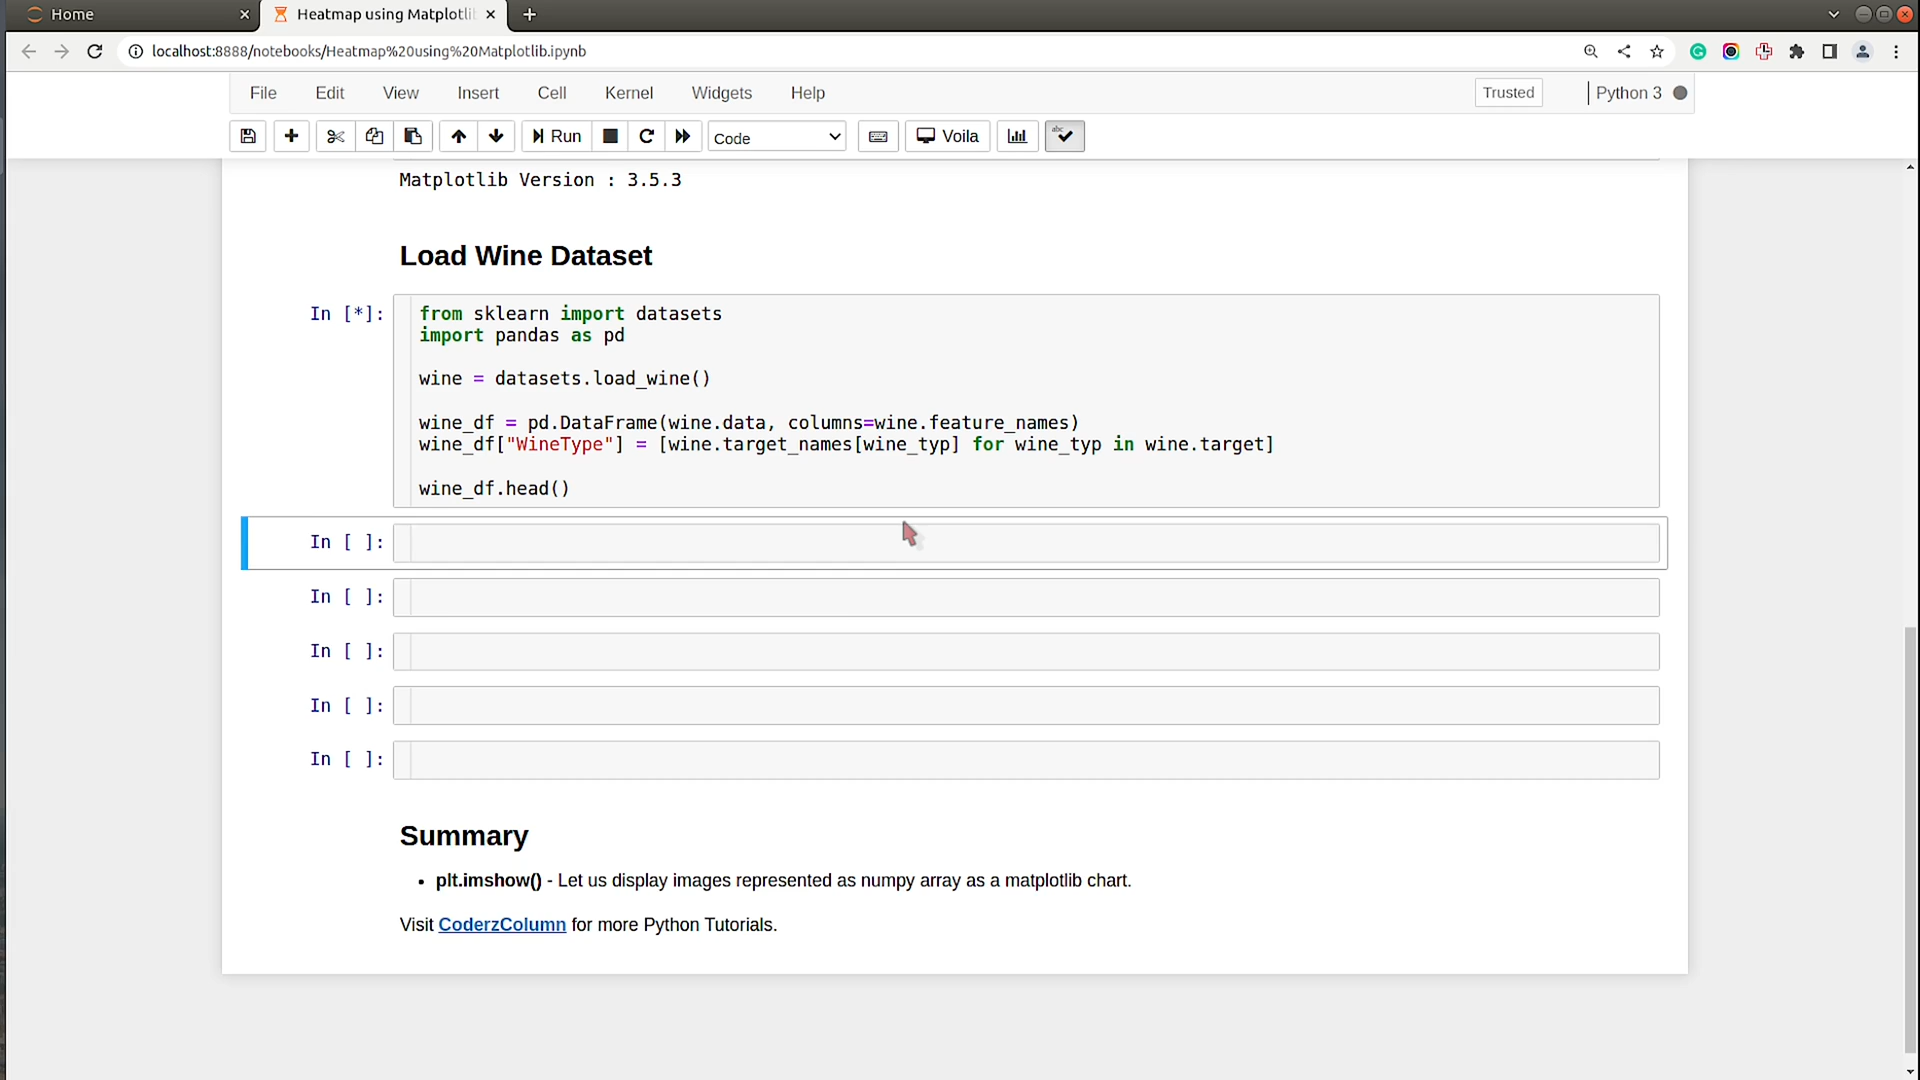 Home
Heatmap using Matplotli
localhost:8888/notebooks/Heatmap%20using%20Matplotlib.ipynb
File Edit View Insert Cell Kernel Widgets Help Trusted Python 3
Run Code Voila abc
Matplotlib Version : 3.5.3
Load Wine Dataset
In [*]: from sklearn import datasets
import pandas as pd
wine = datasets.load_wine()
wine_df = pd.DataFrame(wine.data, columns=wine.feature_names)
wine_df["WineType"] = [wine.target_names[wine_typ] for wine_typ in wine.target]
wine_df.head()
In [ ]:
In [ ]:
In [ ]:
In [ ]:
In [ ]:
Summary
• plt.imshow() - Let us display images represented as numpy array as a matplotlib chart.
Visit CoderzColumn for more Python Tutorials.